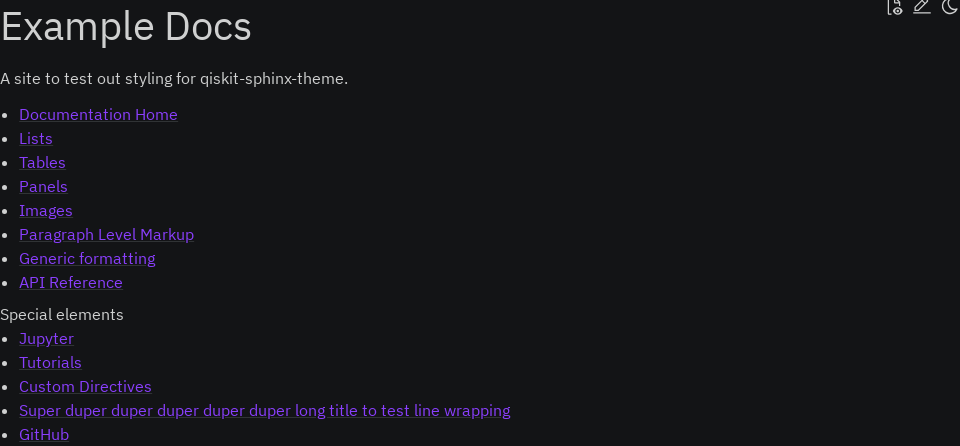 Example Docs
A site to test out styling for qiskit-sphinx-theme.
Documentation Home
Lists
Tables
Panels
Images
Paragraph Level Markup
Generic formatting
API Reference
Special elements
Jupyter
Tutorials
Custom Directives
Super duper duper duper duper duper long title to test line wrapping
GitHub